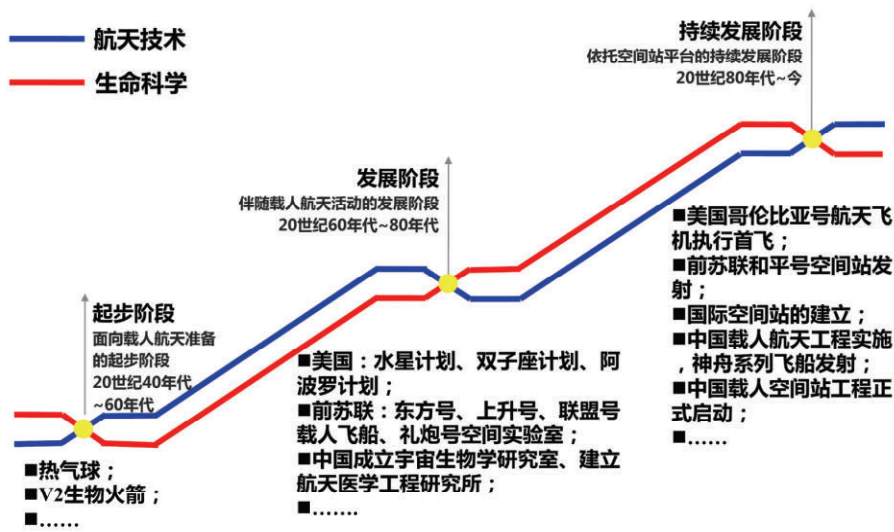 航天技术
生命科学
持续发展阶段
依托空间站平台的持续发展阶段
20世纪80年代~今
发展阶段
伴随载人航天活动的发展阶段
20世纪60年代~80年代
起步阶段
面向载人航天准备
的起步阶段
20世纪40年代
~60年代
■热气球；
■V2生物火箭；
■……
■美国：水星计划、双子座计划、阿
波罗计划；
■前苏联：东方号、上升号、联盟号
载人飞船、礼炮号空间实验室；
■中国成立宇宙生物学研究室、建立
航天医学工程研究所；
■…….
■美国哥伦比亚号航天飞
机执行首飞；
■前苏联和平号空间站发
射；
■国际空间站的建立；
■中国载人航天工程实施
，神舟系列飞船发射；
■中国载人空间站工程正
式启动；
■……